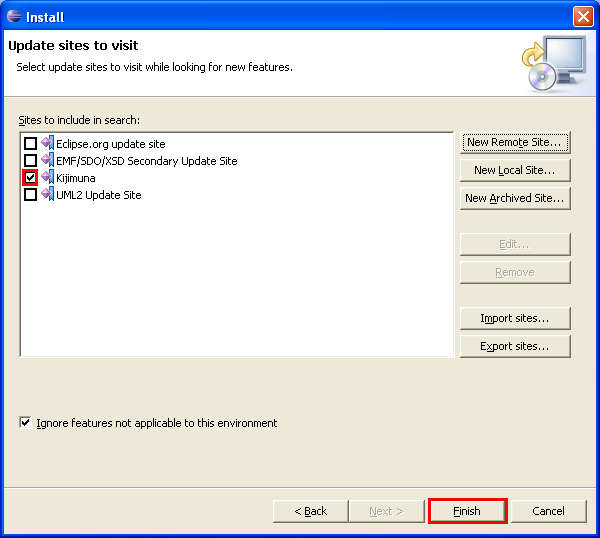 Install
Update sites to visit
Select update sites to visit while looking for new features.
Sites to include in search:
Eclipse.org update site
EMF/SDO/XSD Secondary Update Site
Kijimuna
UML2 Update Site
New Remote Site...
New Local Site...
New Archived Site...
Edit...
Remove
Import sites...
Export sites...
Ignore features not applicable to this environment
< Back
Next >
Finish
Cancel